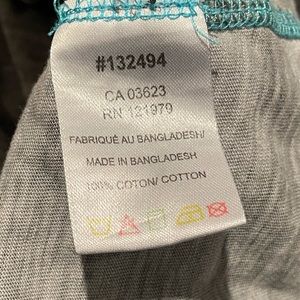 #132494
CA 03623
RN 121979
FABRIQUÉ AU BANGLADESH/
MADE IN BANGLADESH
100% COTON/ COTTON